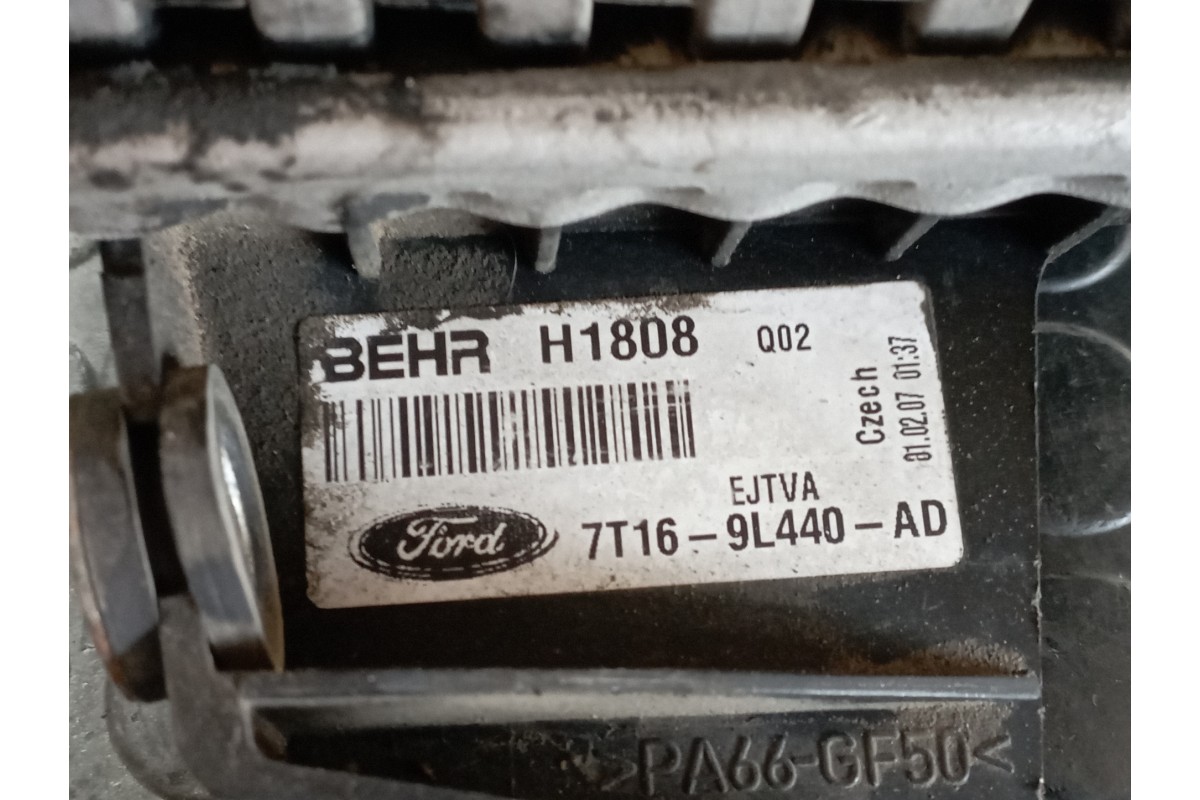 BEHR H1808 Q02
Czech
01.02.07 01:37
EJTVA
Ford 7T16-9L440-AD
>PA66-GF50<